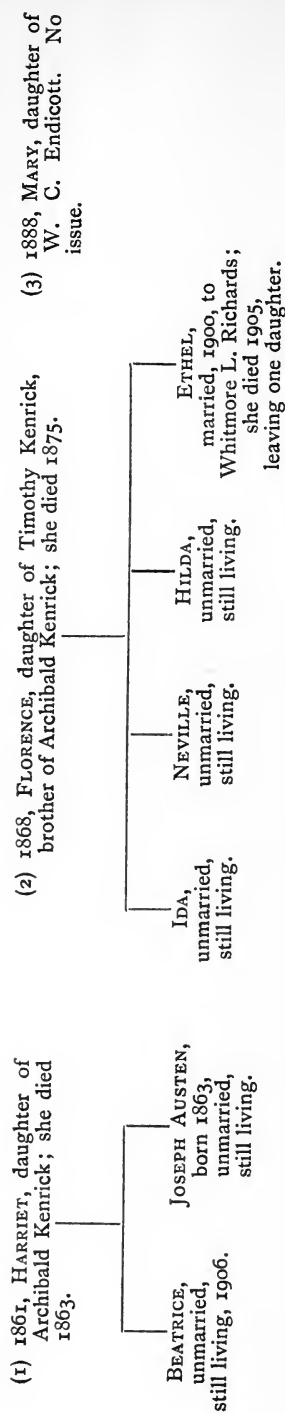 (1) 1861, HARRIET, daughter of
Archibald Kenrick; she died
1863.
BEATRICE,
unmarried,
still living, 1906.
JOSEPH AUSTEN,
born 1863,
unmarried,
still living.
(2) 1868, FLORENCE, daughter of Timothy Kenrick,
brother of Archibald Kenrick; she died 1875.
IDA,
unmarried,
still living.
NEVILLE,
unmarried,
still living.
HILDA,
unmarried,
still living.
ETHEL,
married, 1900, to
Whitmore L. Richards;
she died 1905,
leaving one daughter.
(3) 1888, MARY, daughter of
W. C. Endicott. No
issue.